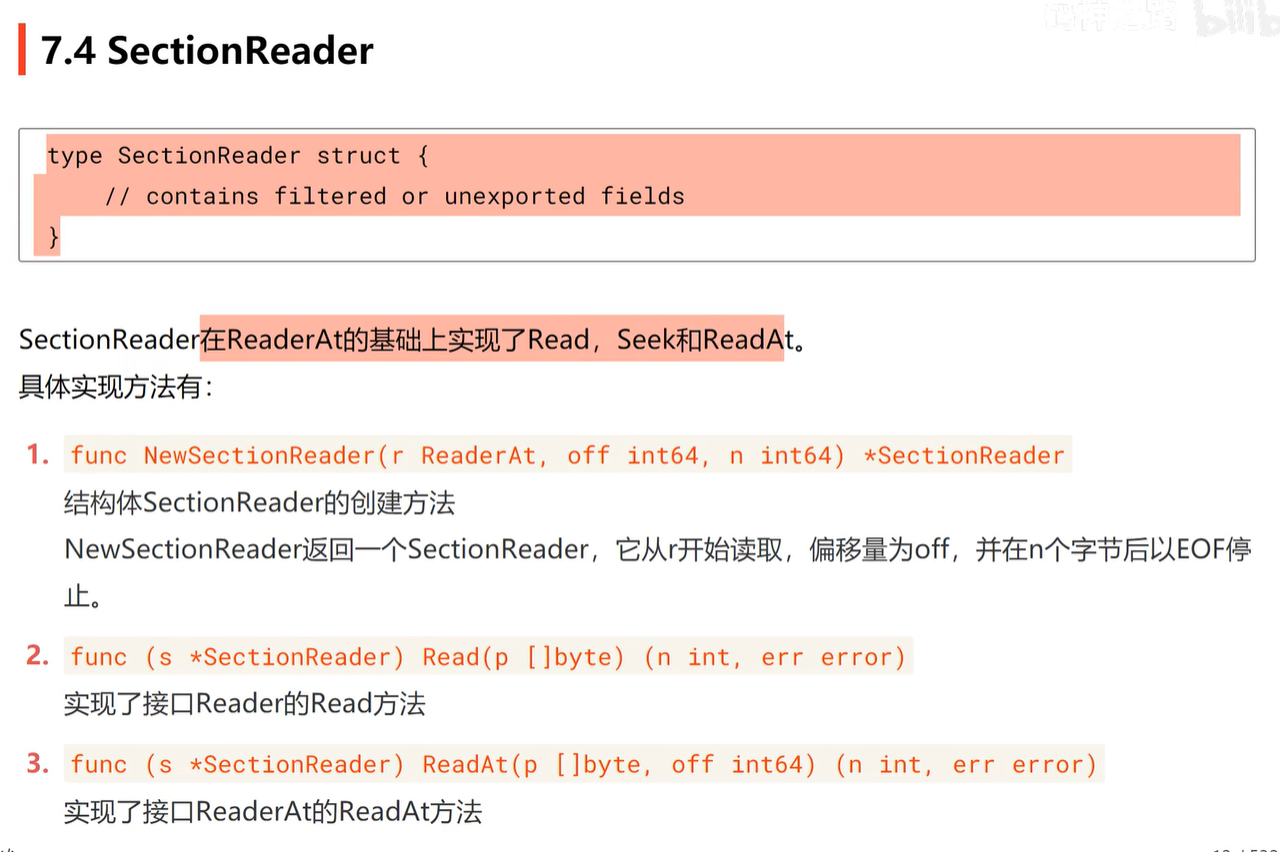 7.4 SectionReader
type SectionReader struct {
// contains filtered or unexported fields
}
SectionReader在ReaderAt的基础上实现了Read，Seek和ReadAt。
具体实现方法有：
1. func NewSectionReader(r ReaderAt, off int64, n int64) *SectionReader
结构体SectionReader的创建方法
NewSectionReader返回一个SectionReader，它从r开始读取，偏移量为off，并在n个字节后以EOF停
止。
2. func (s *SectionReader) Read(p []byte) (n int, err error)
实现了接口Reader的Read方法
3. func (s *SectionReader) ReadAt(p []byte, off int64) (n int, err error)
实现了接口ReaderAt的ReadAt方法